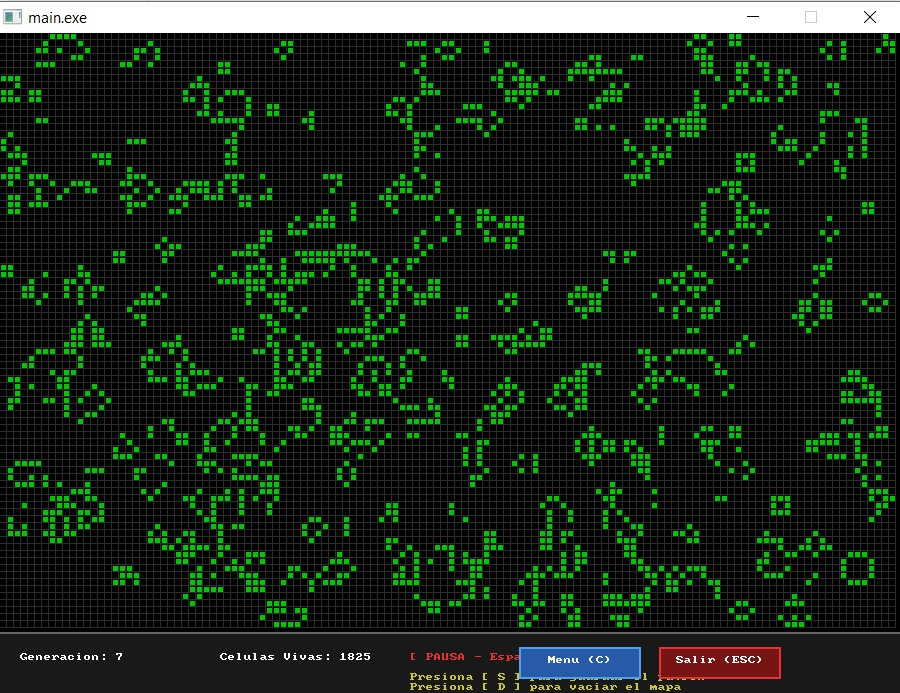 main.exe
Generacion: 7
Celulas Vivas: 1825
[ PAUSA - Espa
Menu (C)
Salir (ESC)
Presiona [ S ]
Presiona [ D ] para vaciar el mapa